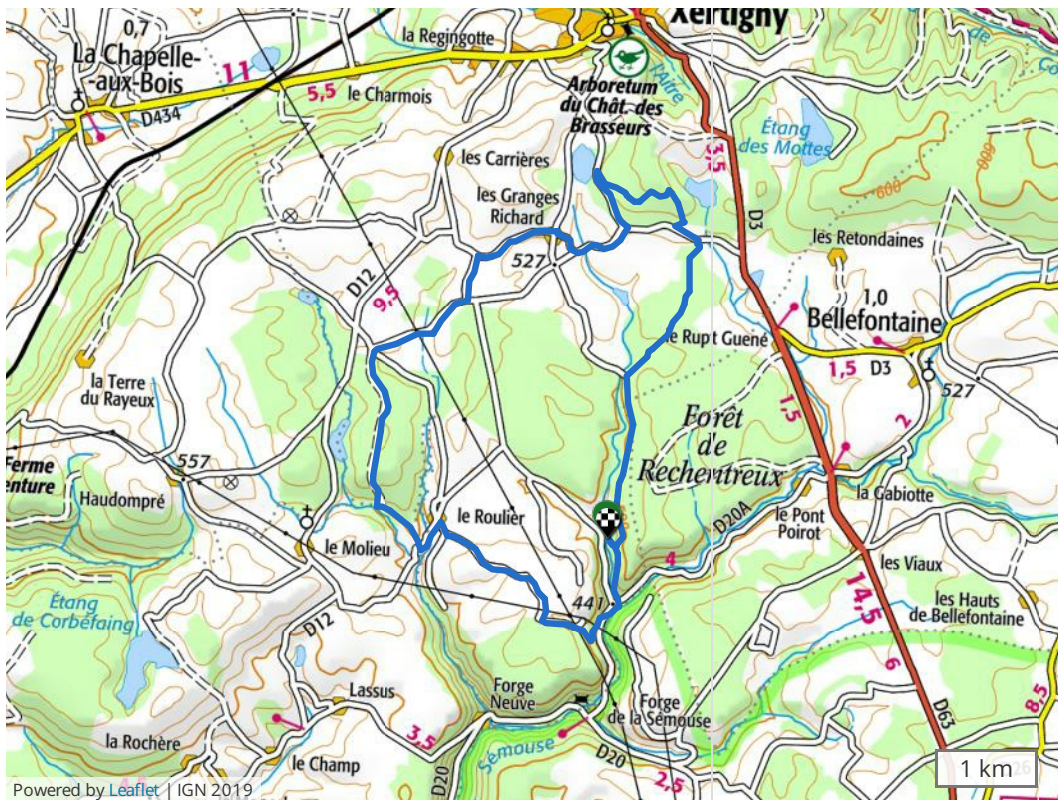 Xertigny
0,7
la Regingotte
La Chapelle-
-aux-Bois
11
5,5
le Charmois
D434
l'Aître
Arboretum
du Chât. des
Brasseurs
3,5
Étang
des Mottes
les Carrières
600
009
les Granges
Richard
D3
les Retondaines
527
D12
9,5
1,0
Bellefontaine
le Rupt Guené
1,5
D3
527
la Terre
du Rayeux
1,5
2
Forêt
de
Rechentreux
557
Ferme
enture
Haudompré
la Gabiotte
le Roulier
D20A
le Pont
Poirot
le Molieu
4
les Viaux
14,5
441
Étang
de Corbéfaing
les Hauts
de Bellefontaine
D12
6
Lassus
Forge
Neuve
Forge
de la Sémouse
8,5
D63
3,5
la Rochère
Sémouse
le Champ
D20
D20
2,5
1 km
Powered by Leaflet | IGN 2019